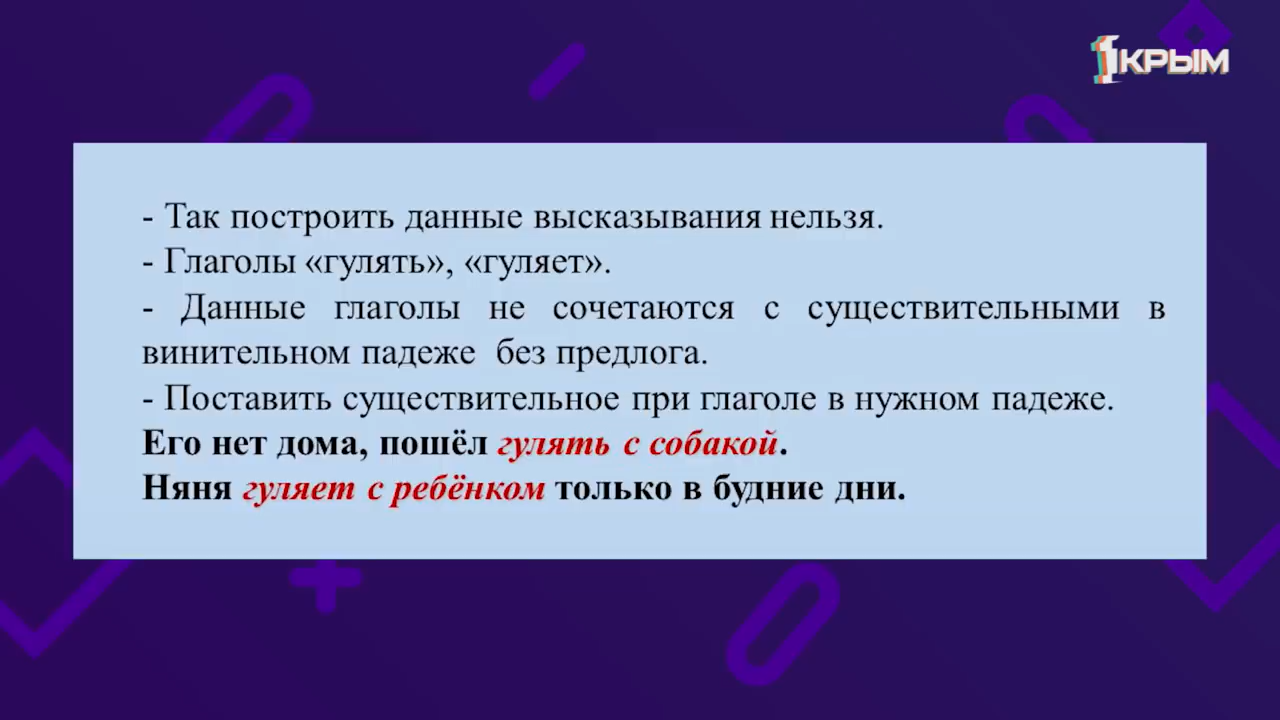 1КРЫМ
- Так построить данные высказывания нельзя.
- Глаголы «гулять», «гуляет».
- Данные глаголы не сочетаются с существительными в
винительном падеже без предлога.
- Поставить существительное при глаголе в нужном падеже.
Его нет дома, пошёл гулять с собакой.
Няня гуляет с ребёнком только в будние дни.